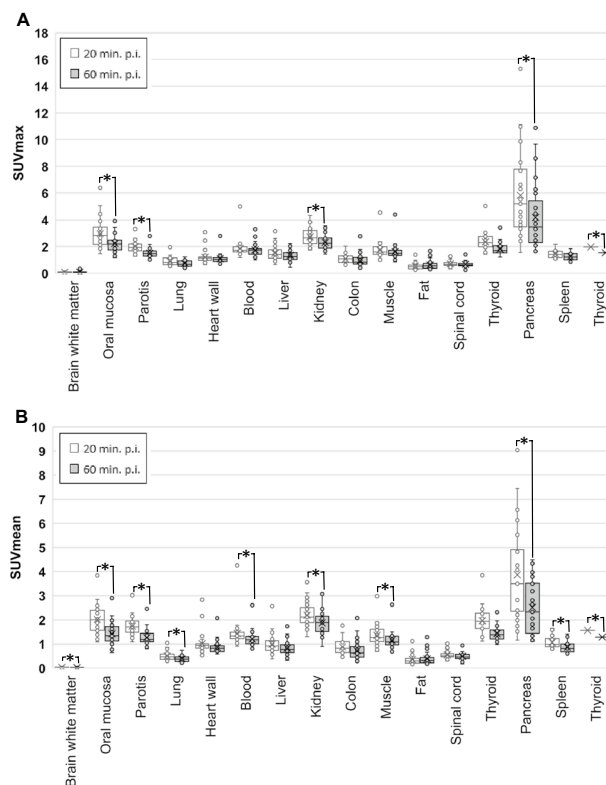 A
18
16
14
12
10
8
6
4
2
0
SUVmax
20 min. p.i.
60 min. p.i.
* * * * *
Brain white matter
Oral mucosa
Parotis
Lung
Heart wall
Blood
Liver
Kidney
Colon
Muscle
Fat
Spinal cord
Thyroid
Pancreas
Spleen
Thyroid
B
10
9
8
7
6
5
4
3
2
1
0
SUVmean
20 min. p.i.
60 min. p.i.
* * * * * * * * * *
Brain white matter
Oral mucosa
Parotis
Lung
Heart wall
Blood
Liver
Kidney
Colon
Muscle
Fat
Spinal cord
Thyroid
Pancreas
Spleen
Thyroid